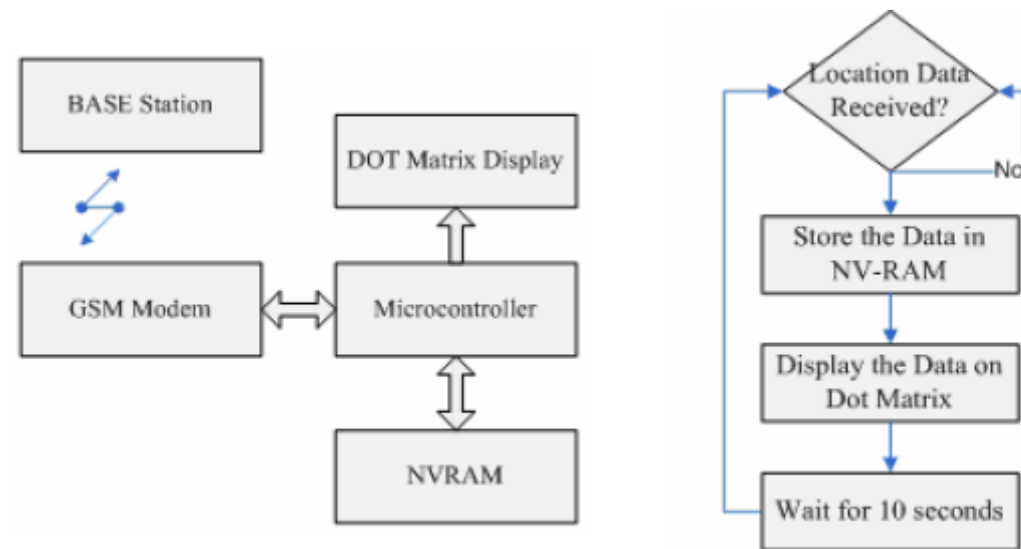 BASE Station
DOT Matrix Display
GSM Modem
Microcontroller
NVRAM
Location Data
Received?
No
Store the Data in
NV-RAM
Display the Data on
Dot Matrix
Wait for 10 seconds